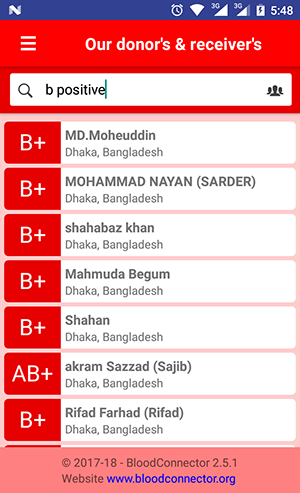 3G 3G 5:48
Our donor's & receiver's
b positive
B+ MD.Moheuddin
Dhaka, Bangladesh
B+ MOHAMMAD NAYAN (SARDER)
Dhaka, Bangladesh
B+ shahabaz khan
Dhaka, Bangladesh
B+ Mahmuda Begum
Dhaka, Bangladesh
B+ Shahan
Dhaka, Bangladesh
AB+ akram Sazzad (Sajib)
Dhaka, Bangladesh
B+ Rifad Farhad (Rifad)
Dhaka, Bangladesh
© 2017-18 - BloodConnector 2.5.1
Website www.bloodconnector.org